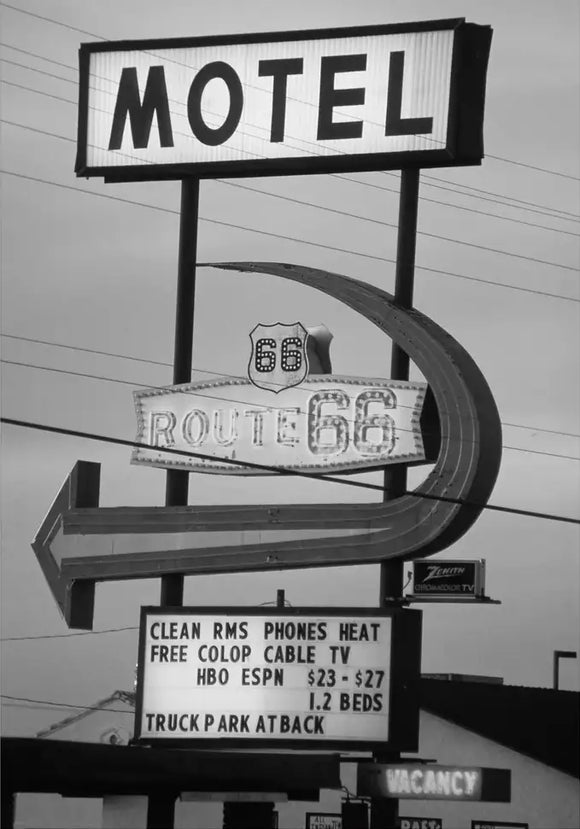 MOTEL
66
ROUTE 66
ZENITH
CHROMACOLOR TV
CLEAN RMS PHONES HEAT
FREE COLOP CABLE TV
HBO ESPN $23-$27
1.2 BEDS
TRUCK PARK AT BACK
VACANCY